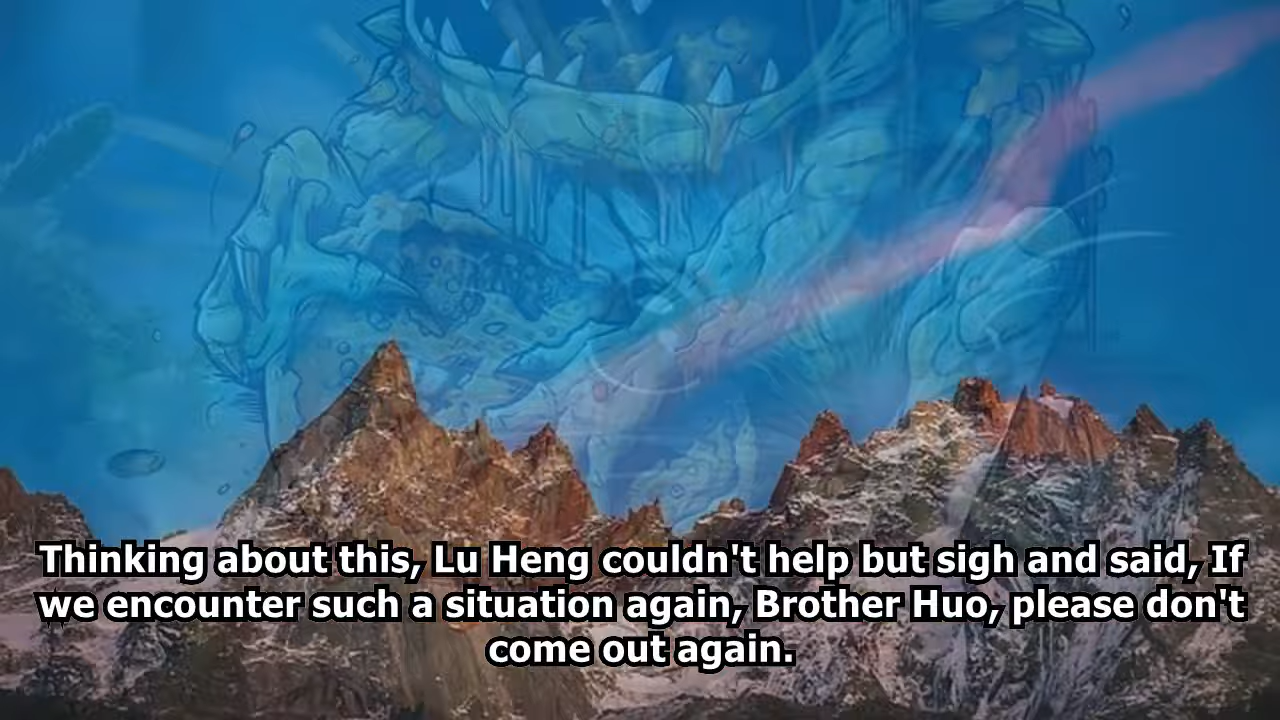 Thinking about this, Lu Heng couldn't help but sigh and said, If
we encounter such a situation again, Brother Huo, please don't
come out again.